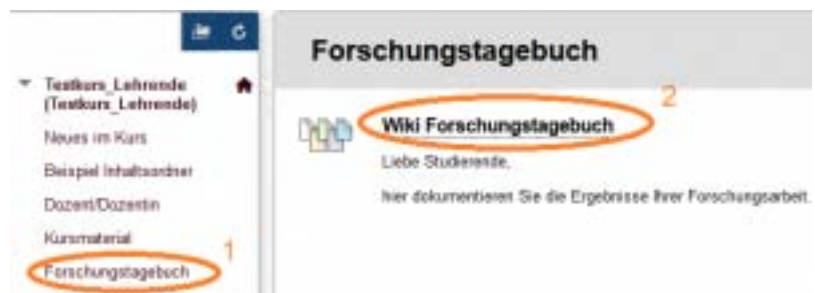 Testkurs_Lehrende
(Testkurs_Lehrende)
Neues im Kurs
Beispiel Inhaltsordner
Dozent/Dozentin
Kursmaterial
Forschungstagebuch
1
Forschungstagebuch
2
Wiki Forschungstagebuch
Liebe Studierende,
hier dokumentieren Sie die Ergebnisse Ihrer Forschungsarbeit.